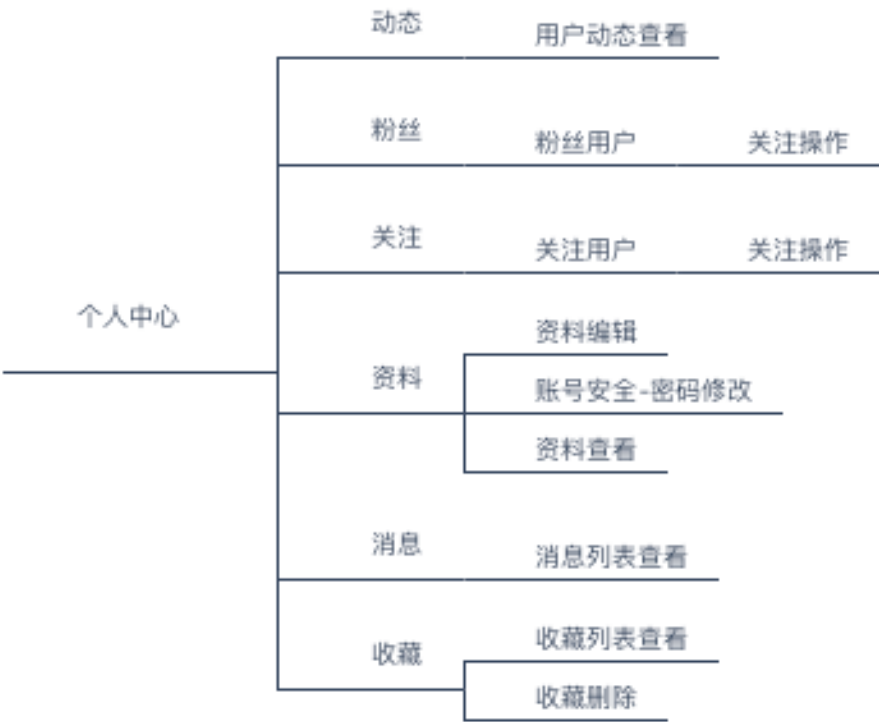 动态
用户动态查看
粉丝
粉丝用户
关注操作
关注
关注用户
关注操作
个人中心
资料
资料编辑
账号安全-密码修改
资料查看
消息
消息列表查看
收藏
收藏列表查看
收藏删除